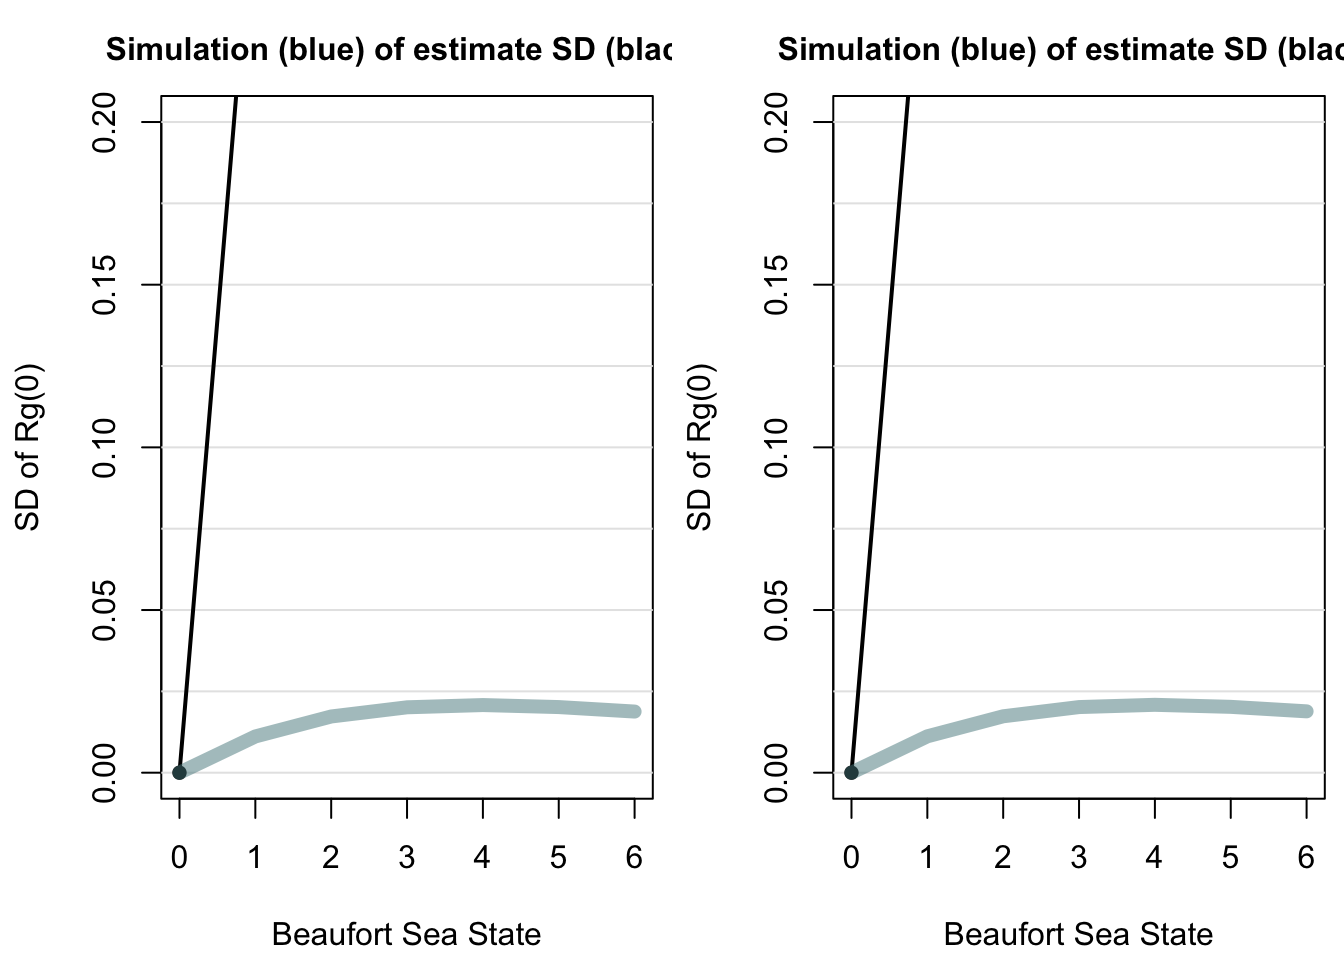 Simulation (blue) of estimate SD (blac
SD of Rg(0)
0.20
0.15
0.10
0.05
0.00
0 1 2 3 4 5 6
Beaufort Sea State
Simulation (blue) of estimate SD (blac
SD of Rg(0)
0.20
0.15
0.10
0.05
0.00
0 1 2 3 4 5 6
Beaufort Sea State